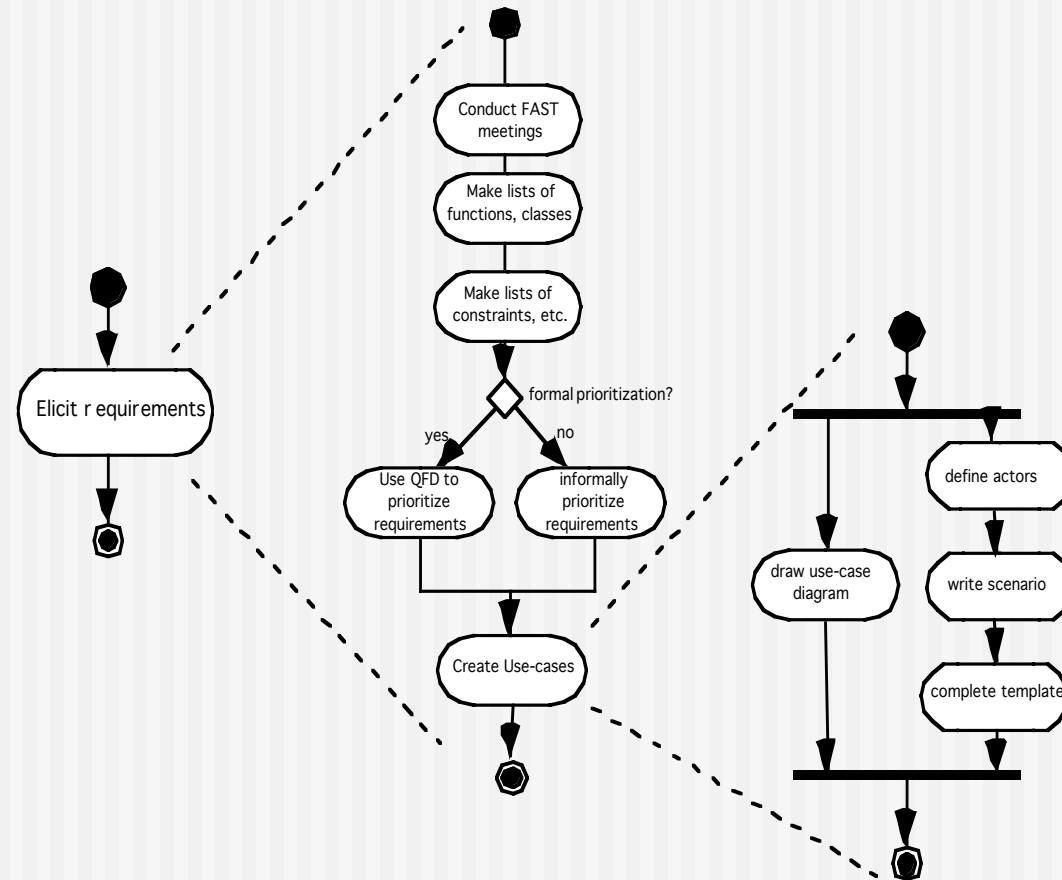 Elicit r equirements
Conduct FAST
meetings
Make lists of
functions, classes
Make lists of
constraints, etc.
formal prioritization?
yes
no
Use QFD to
prioritize
requirements
informally
prioritize
requirements
Create Use-cases
draw use-case
diagram
define actors
write scenario
complete template